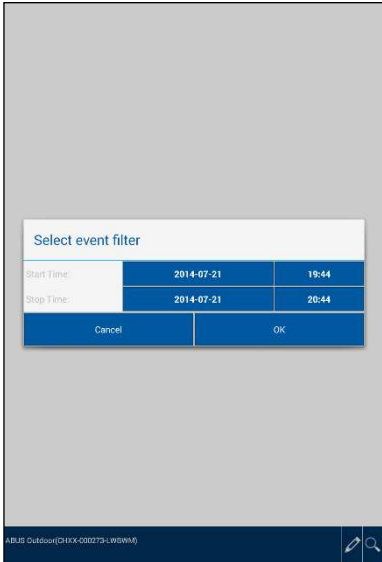 Select event filter
Start Time: 2014-07-21 19:44
Stop Time: 2014-07-21 20:44
Cancel OK
ABUS Outdoor(CHXX-000273-LWBWM)